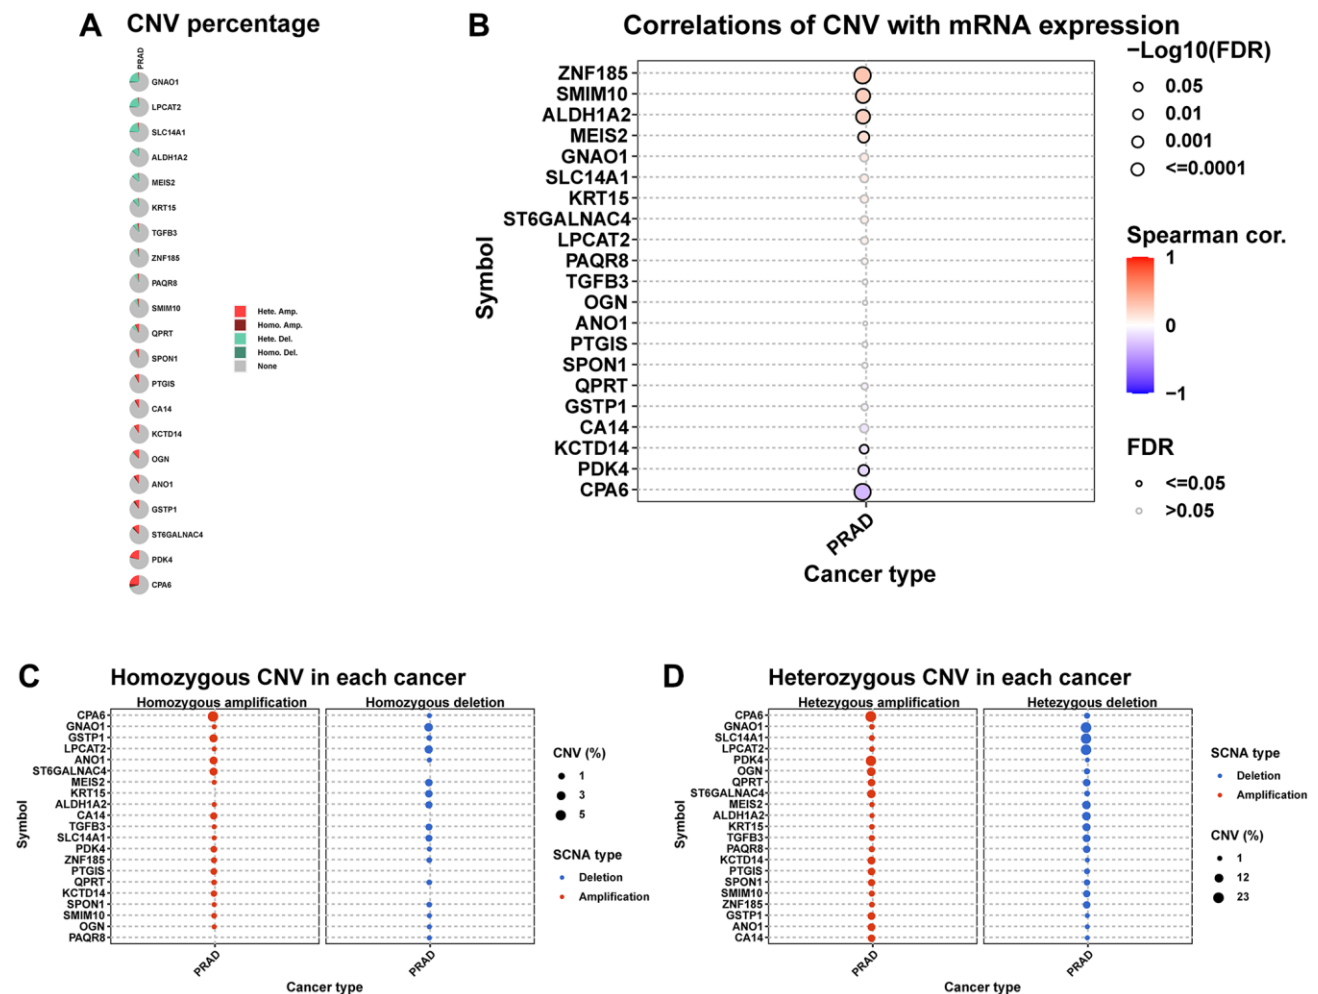 A CNV percentage
PRAD
GNAO1
LPCAT2
SLC14A1
ALDH1A2
MEIS2
KRT15
TGFB3
ZNF185
PAQR8
SMIM10
QPRT
SPON1
PTGIS
CA14
KCTD14
OGN
ANO1
GSTP1
ST6GALNAC4
PDK4
CPA6
Hete. Amp.
Homo. Amp.
Hete. Del.
Homo. Del.
None
B Correlations of CNV with mRNA expression
Symbol
ZNF185
SMIM10
ALDH1A2
MEIS2
GNAO1
SLC14A1
KRT15
ST6GALNAC4
LPCAT2
PAQR8
TGFB3
OGN
ANO1
PTGIS
SPON1
QPRT
GSTP1
CA14
KCTD14
PDK4
CPA6
PRAD
Cancer type
−Log10(FDR)
0.05
0.01
0.001
<=0.0001
Spearman cor.
1
0
−1
FDR
<=0.05
>0.05
C Homozygous CNV in each cancer
Homozygous amplification
Homozygous deletion
Symbol
CPA6
GNAO1
GSTP1
LPCAT2
ANO1
ST6GALNAC4
MEIS2
KRT15
ALDH1A2
CA14
TGFB3
SLC14A1
PDK4
ZNF185
PTGIS
QPRT
KCTD14
SPON1
SMIM10
OGN
PAQR8
PRAD
PRAD
Cancer type
CNV (%)
1
3
5
SCNA type
Deletion
Amplification
D Heterozygous CNV in each cancer
Hetezygous amplification
Hetezygous deletion
Symbol
CPA6
GNAO1
SLC14A1
LPCAT2
PDK4
OGN
QPRT
ST6GALNAC4
MEIS2
ALDH1A2
KRT15
TGFB3
PAQR8
KCTD14
PTGIS
SPON1
SMIM10
ZNF185
GSTP1
ANO1
CA14
PRAD
PRAD
Cancer type
SCNA type
Deletion
Amplification
CNV (%)
1
12
23